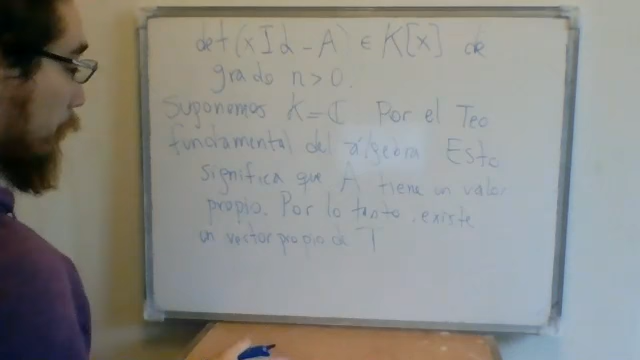 det (x Id - A) ∈ K[x] de
grado n > 0.
Suponemos K = ℂ Por el Teo
fundamental del álgebra Esto
significa que A tiene un valor
propio. Por lo tanto, existe
un vector propio de T